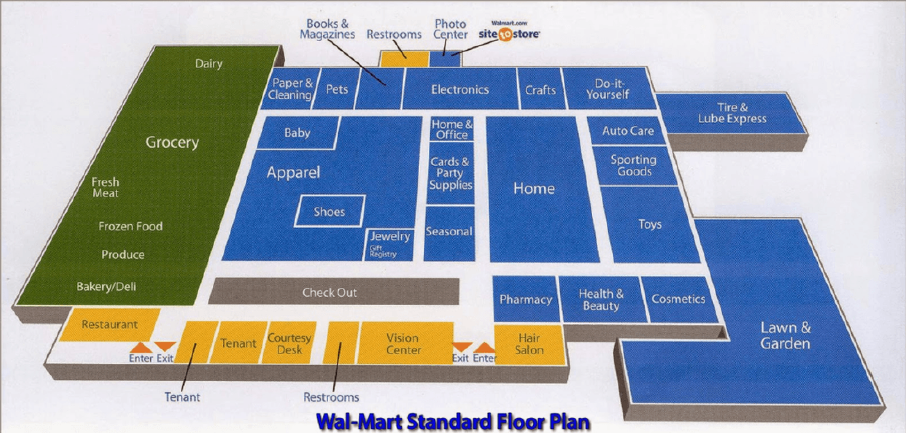 Books &
Magazines
Restrooms
Photo
Center
Walmart.com
site to store
Dairy
Grocery
Fresh
Meat
Frozen Food
Produce
Bakery/Deli
Paper &
Cleaning
Pets
Electronics
Crafts
Do-it-
Yourself
Tire &
Lube Express
Baby
Apparel
Shoes
Jewelry
Gift
Registry
Home &
Office
Cards &
Party
Supplies
Seasonal
Home
Auto Care
Sporting
Goods
Toys
Check Out
Pharmacy
Health &
Beauty
Cosmetics
Lawn &
Garden
Restaurant
Enter Exit
Tenant
Courtesy
Desk
Vision
Center
Exit Enter
Hair
Salon
Tenant
Restrooms
Wal-Mart Standard Floor Plan